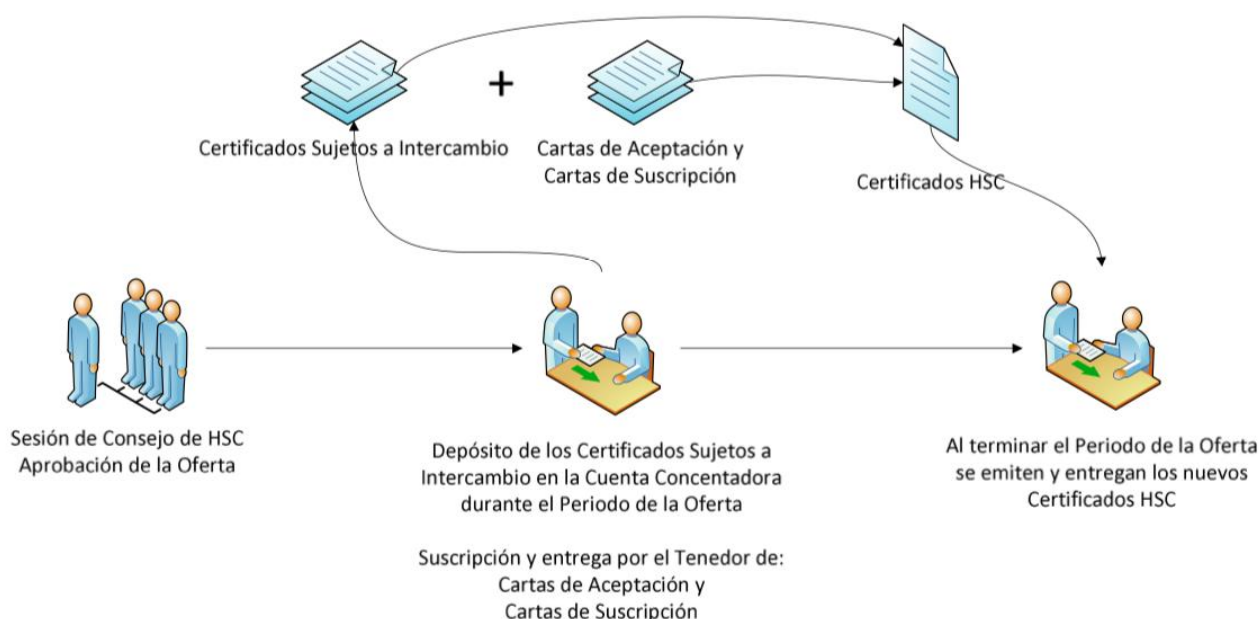 +
Certificados Sujetos a Intercambio
Cartas de Aceptación y
Cartas de Suscripción
Certificados HSC
Sesión de Consejo de HSC
Aprobación de la Oferta
Depósito de los Certificados Sujetos a
Intercambio en la Cuenta Concentradora
durante el Periodo de la Oferta
Suscripción y entrega por el Tenedor de:
Cartas de Aceptación y
Cartas de Suscripción
Al terminar el Periodo de la Oferta
se emiten y entregan los nuevos
Certificados HSC